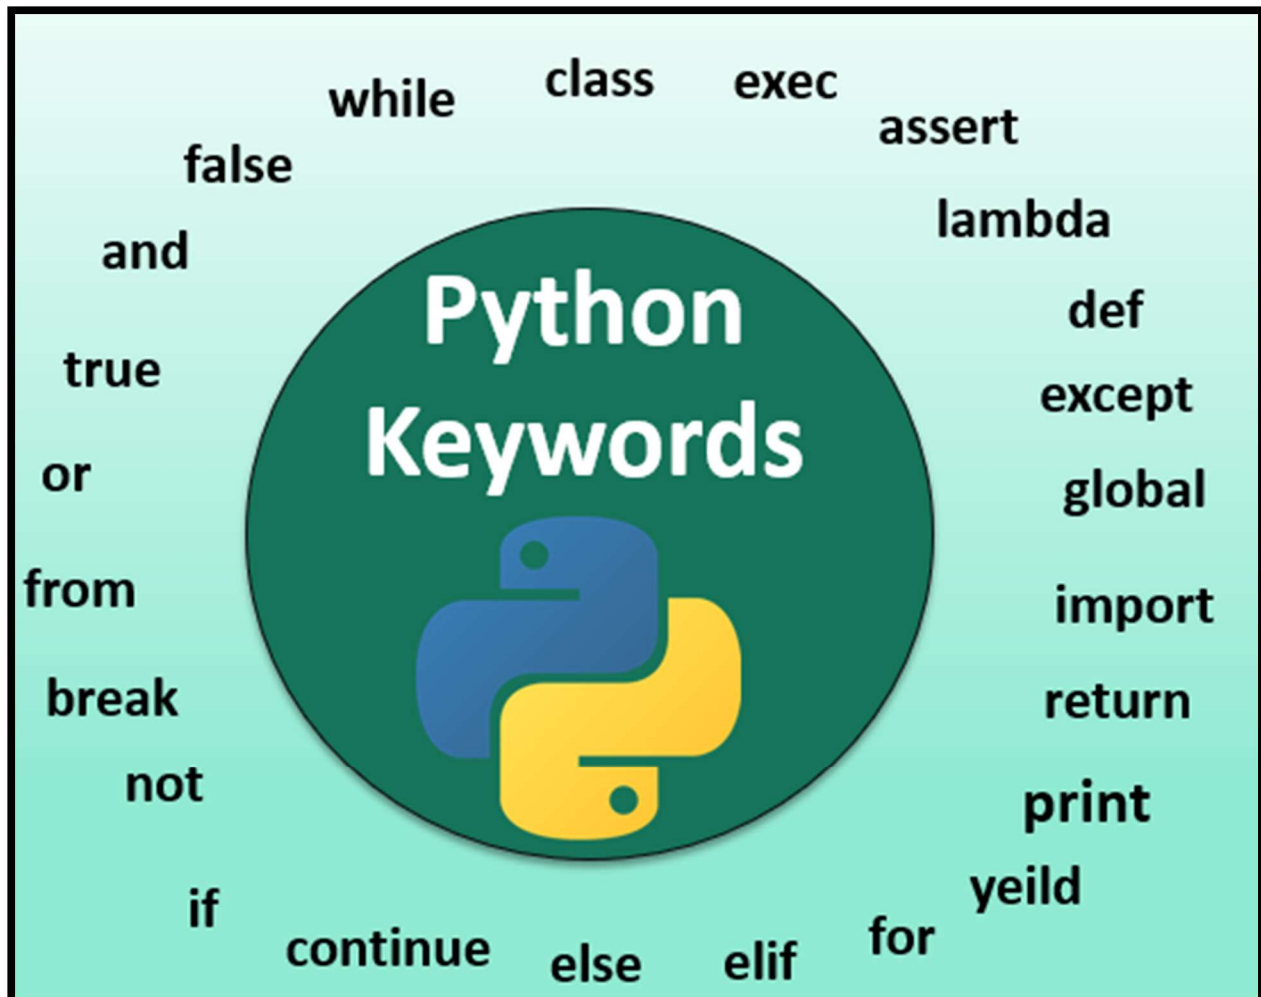 while
class
exec
assert
false
lambda
and
Python
def
true
except
Keywords
or
global
from
import
break
return
not
print
yeild
if
for
continue
else
elif